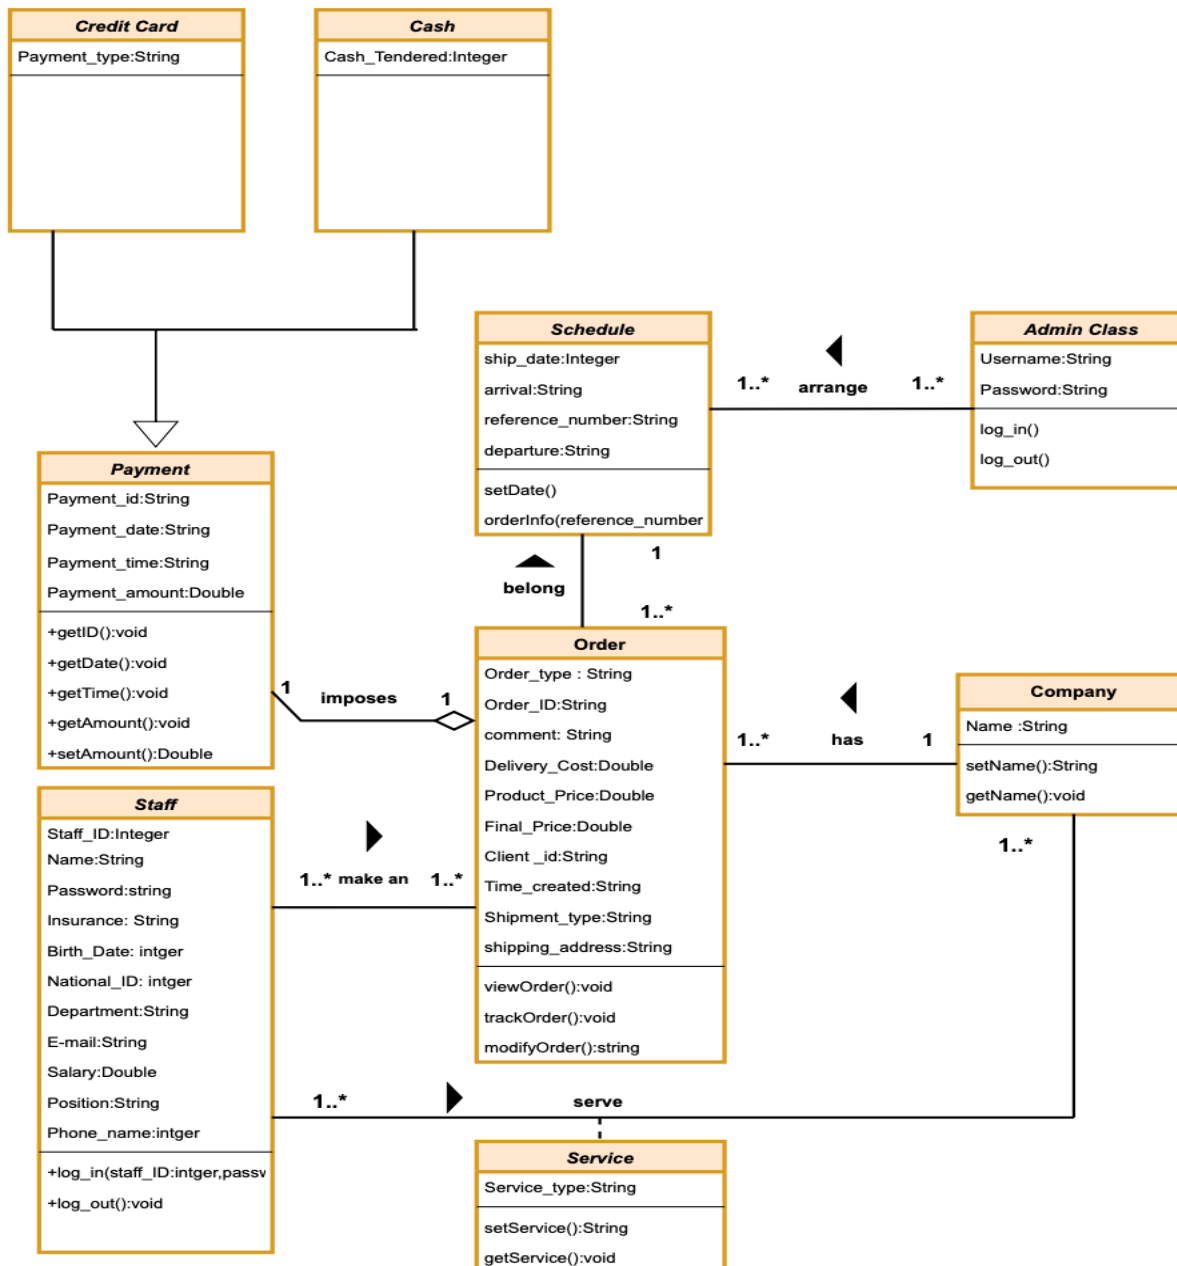 Credit Card
Payment_type:String
Cash
Cash_Tendered:Integer
Schedule
ship_date:Integer
arrival:String
reference_number:String
departure:String
setDate()
orderInfo(reference_number
1..* arrange 1..*
Admin Class
Username:String
Password:String
log_in()
log_out()
1
belong
1..*
Payment
Payment_id:String
Payment_date:String
Payment_time:String
Payment_amount:Double
+getID():void
+getDate():void
+getTime():void
+getAmount():void
+setAmount():Double
1 imposes 1
Order
Order_type : String
Order_ID:String
comment: String
Delivery_Cost:Double
Product_Price:Double
Final_Price:Double
Client _id:String
Time_created:String
Shipment_type:String
shipping_address:String
viewOrder():void
trackOrder():void
modifyOrder():string
1..* has 1
Company
Name :String
setName():String
getName():void
1..*
Staff
Staff_ID:Integer
Name:String
Password:string
Insurance: String
Birth_Date: intger
National_ID: intger
Department:String
E-mail:String
Salary:Double
Position:String
Phone_name:intger
+log_in(staff_ID:intger,passw
+log_out():void
1..* make an 1..*
1..* serve
Service
Service_type:String
setService():String
getService():void